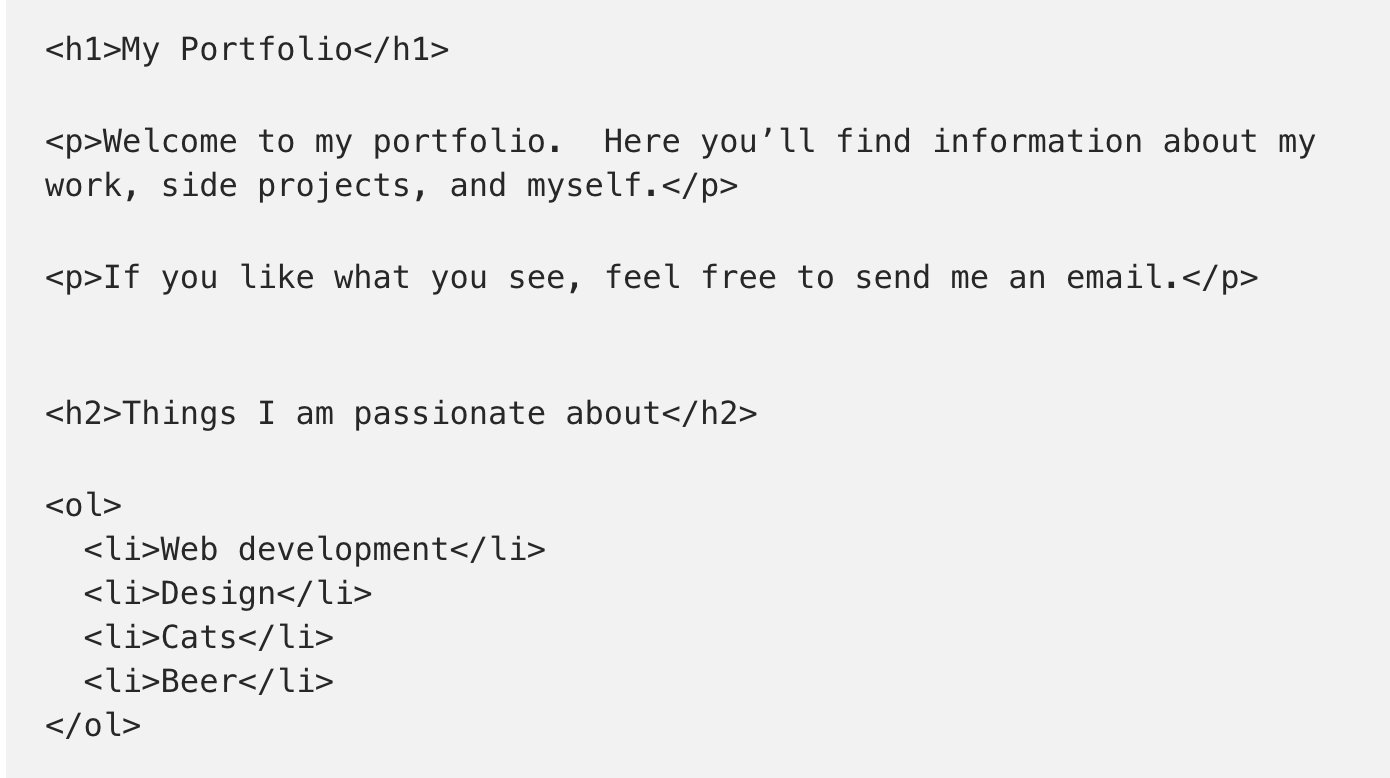 <h1>My Portfolio</h1>
<p>Welcome to my portfolio.  Here you’ll find information about my
work, side projects, and myself.</p>
<p>If you like what you see, feel free to send me an email.</p>
<h2>Things I am passionate about</h2>
<ol>
  <li>Web development</li>
  <li>Design</li>
  <li>Cats</li>
  <li>Beer</li>
</ol>